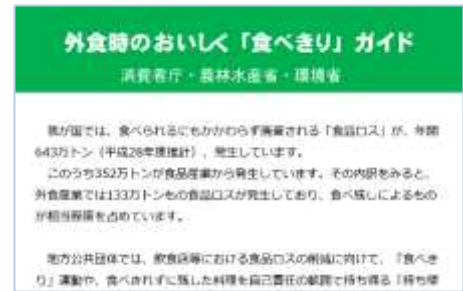 外食時のおいしく「食べきり」ガイド
消費者庁・農林水産省・環境省
我が国では、食べられるにもかかわらず廃棄される「食品ロス」が、年間
643万トン（平成28年度推計）、発生しています。
このうち352万トンが食品産業から発生しています。その内訳をみると、
外食産業では133万トンもの食品ロスが発生しており、食べ残しによるもの
が相当程度を占めています。
地方公共団体では、飲食店等における食品ロスの削減に向けて、「食べき
り」運動や、食べきれずに残した料理を自己責任の範囲で持ち帰る「持ち帰